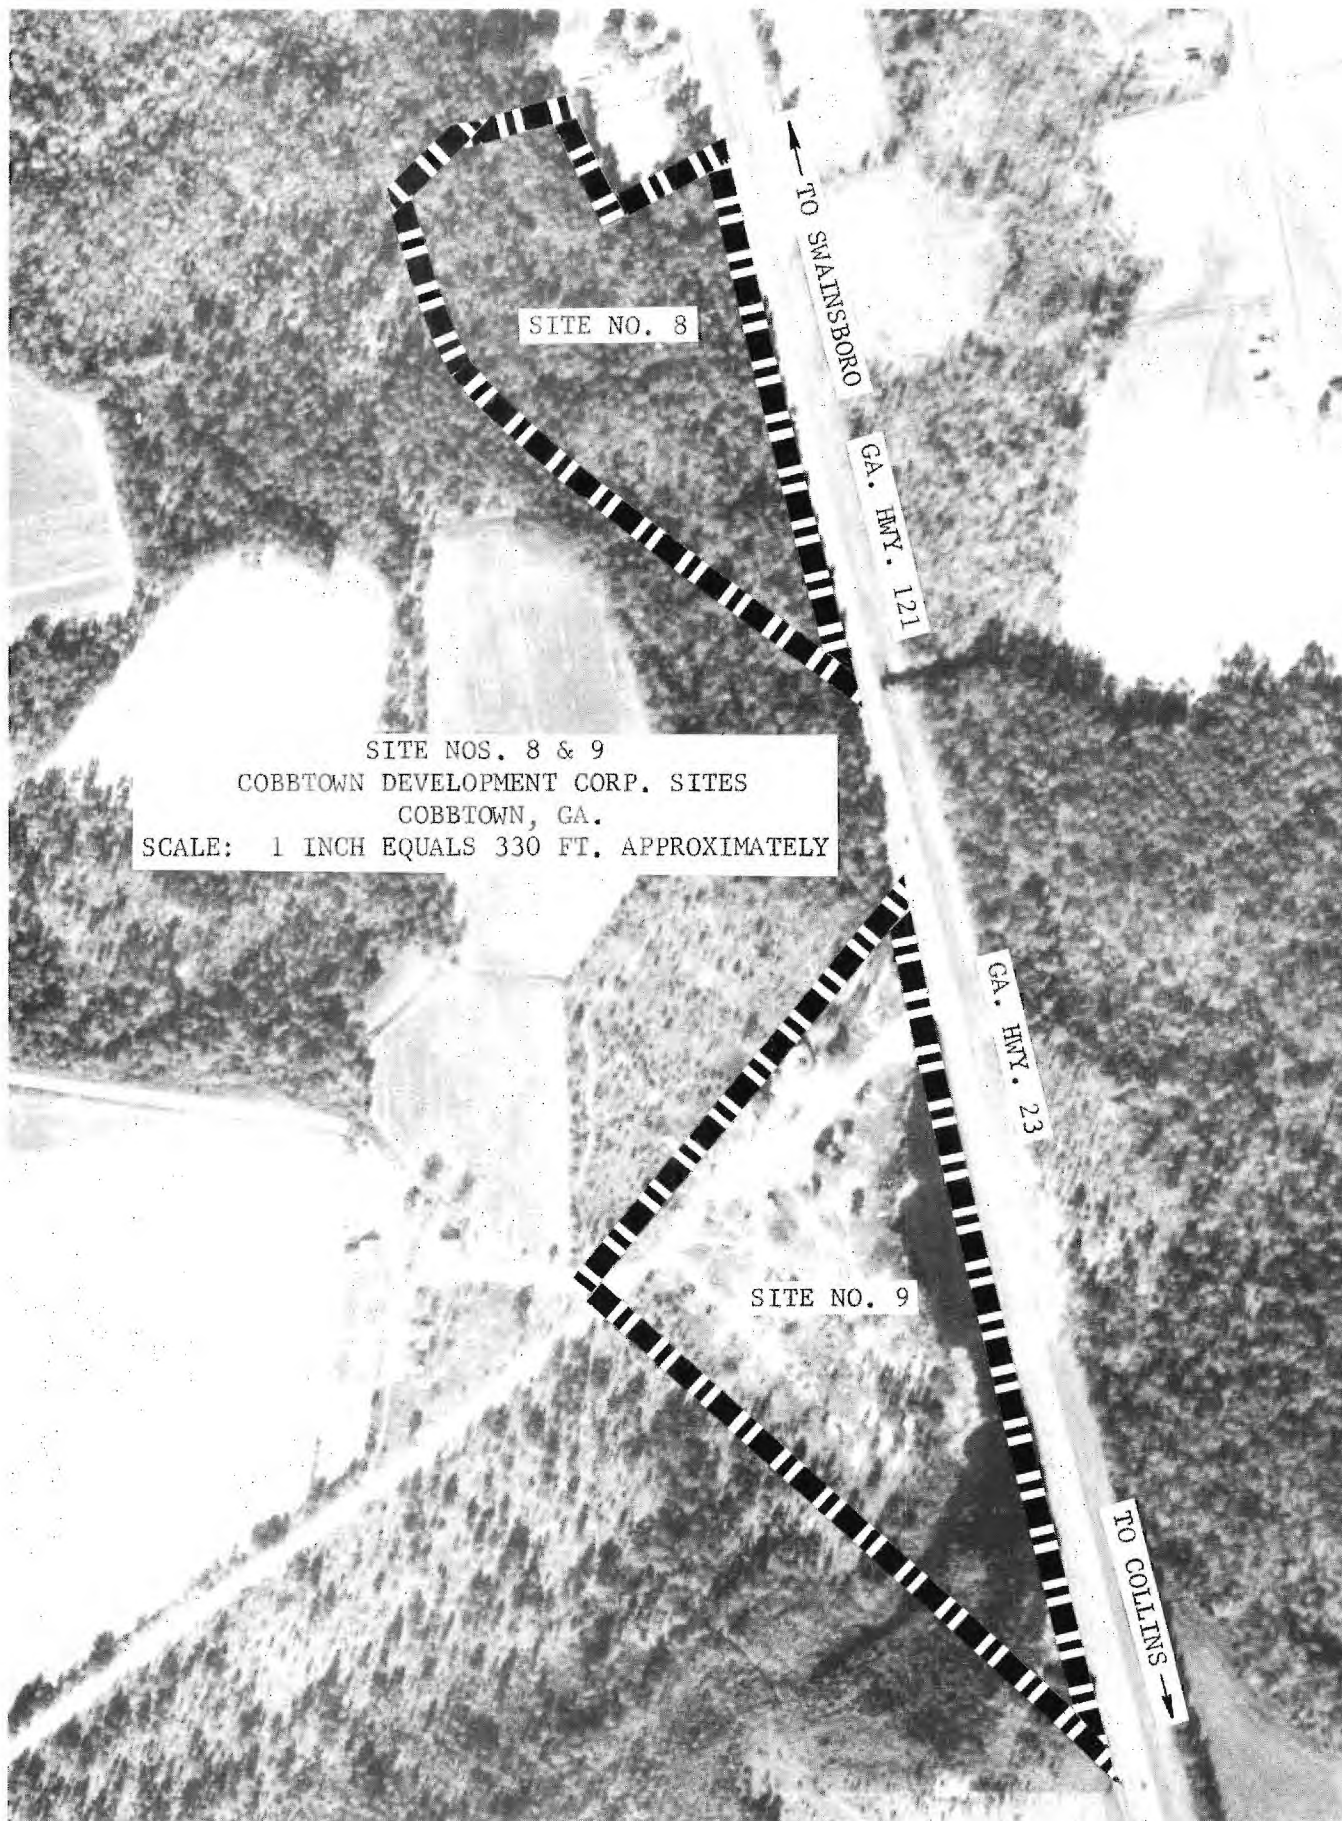 TO SWAINSBORO
SITE NO. 8
GA. HWY. 121
SITE NOS. 8 & 9
COBBTOWN DEVELOPMENT CORP. SITES
COBBTOWN, GA.
SCALE: 1 INCH EQUALS 330 FT. APPROXIMATELY
GA. HWY. 23
SITE NO. 9
TO COLLINS